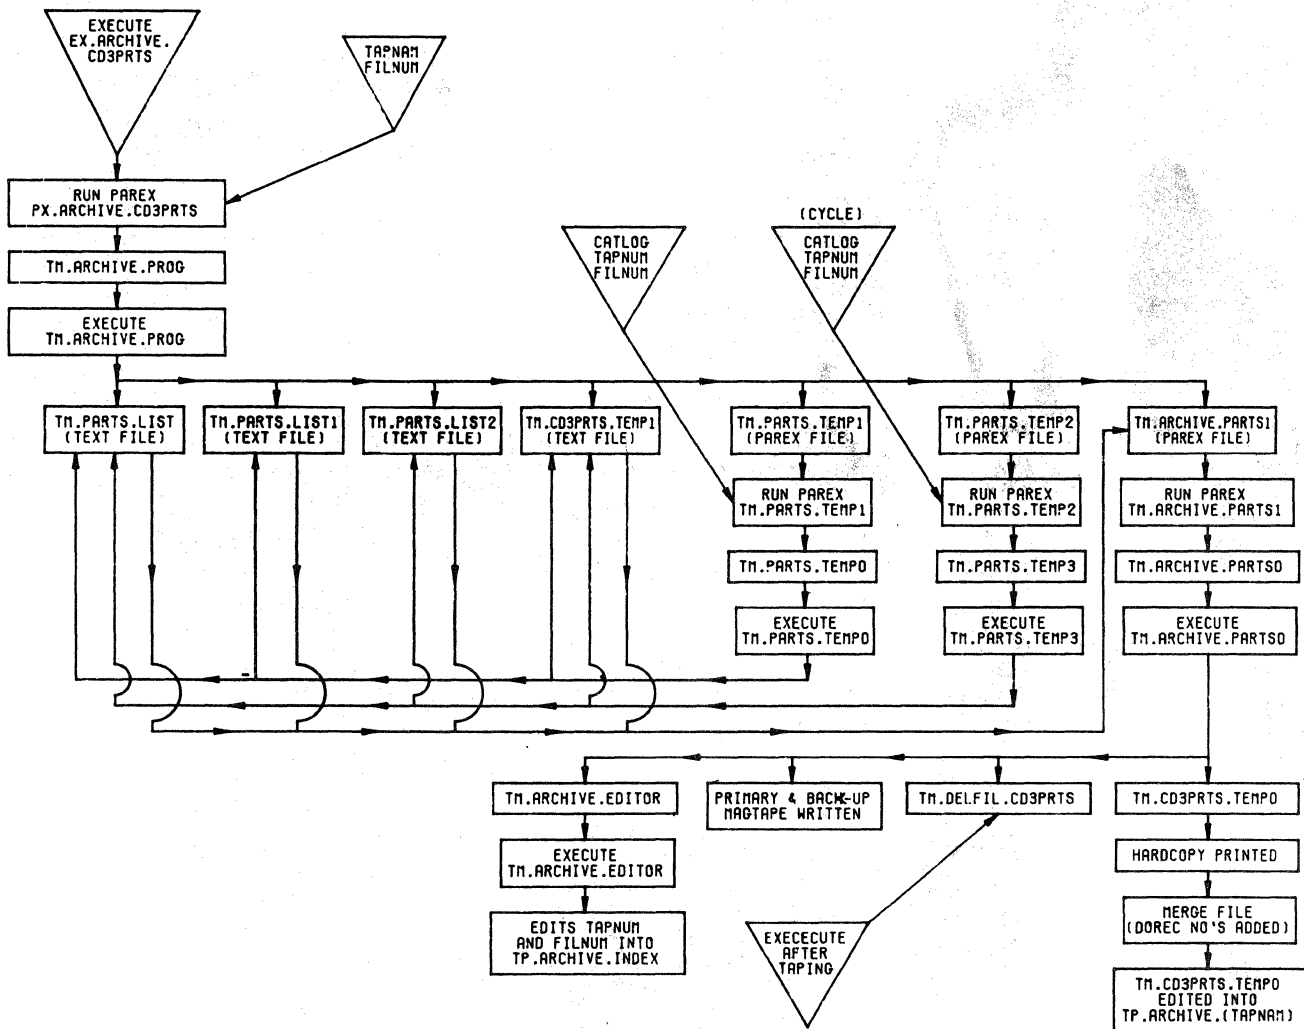 EXECUTE
EX.ARCHIVE.
CD3PRTS
TAPNAM
FILNUM
RUN PAREX
PX.ARCHIVE.CD3PRTS
TM.ARCHIVE.PROG
EXECUTE
TM.ARCHIVE.PROG
CATLOG
TAPNUM
FILNUM
(CYCLE)
CATLOG
TAPNUM
FILNUM
TM.PARTS.LIST
(TEXT FILE)
TM.PARTS.LIST1
(TEXT FILE)
TM.PARTS.LIST2
(TEXT FILE)
TM.CD3PRTS.TEMP1
(TEXT FILE)
TM.PARTS.TEMP1
(PAREX FILE)
TM.PARTS.TEMP2
(PAREX FILE)
TM.ARCHIVE.PARTS1
(PAREX FILE)
RUN PAREX
TM.PARTS.TEMP1
RUN PAREX
TM.PARTS.TEMP2
RUN PAREX
TM.ARCHIVE.PARTS1
TM.PARTS.TEMP0
TM.PARTS.TEMP3
TM.ARCHIVE.PARTS0
EXECUTE
TM.PARTS.TEMP0
EXECUTE
TM.PARTS.TEMP3
EXECUTE
TM.ARCHIVE.PARTS0
TM.ARCHIVE.EDITOR
PRIMARY & BACK-UP
MAGTAPE WRITTEN
TM.DELFIL.CD3PRTS
TM.CD3PRTS.TEMP0
EXECUTE
TM.ARCHIVE.EDITOR
HARDCOPY PRINTED
EDITS TAPNUM
AND FILNUM INTO
TP.ARCHIVE.INDEX
EXECECUTE
AFTER
TAPING
MERGE FILE
(DOREC NO'S ADDED)
TM.CD3PRTS.TEMP0
EDITED INTO
TP.ARCHIVE.(TAPNAM)